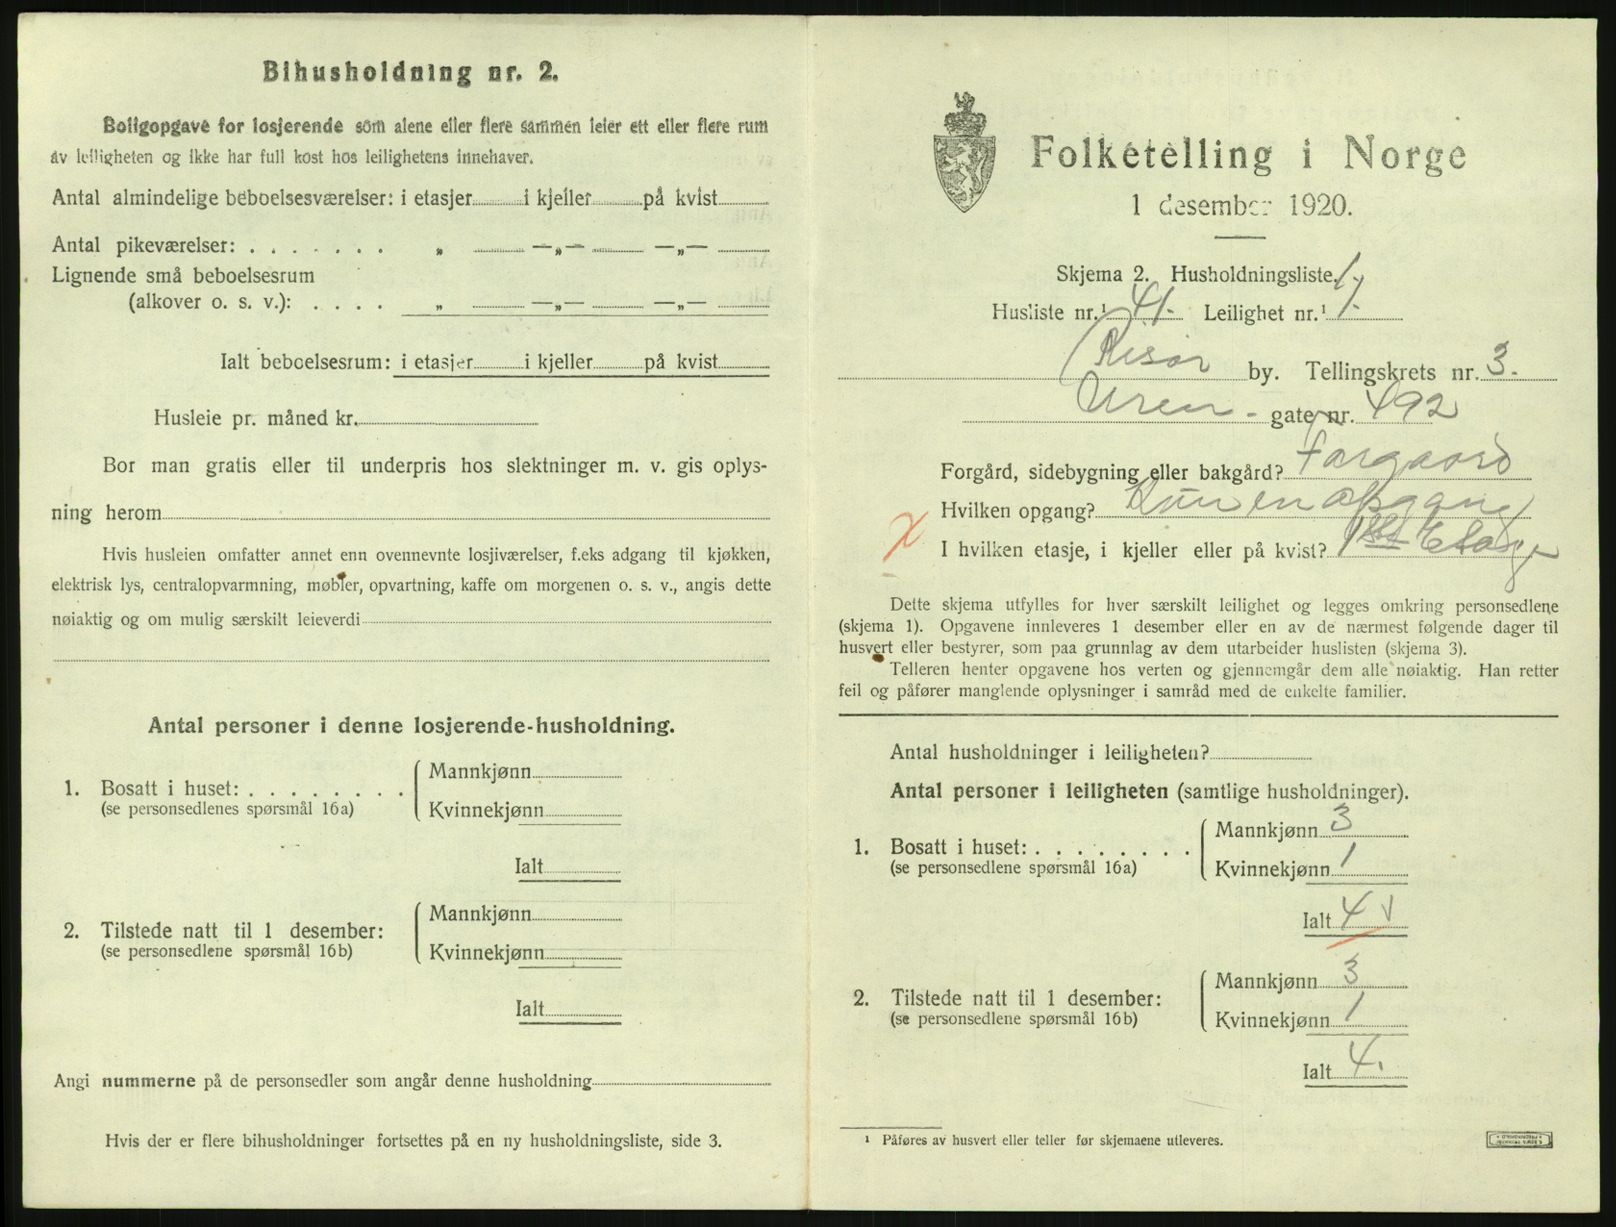 Bihusholdning nr. 2.
Boligopgave for losjerende som alene eller flere sammen leier ett eller flere rum
av leiligheten og ikke har full kost hos leilighetens innehaver.
Antal almindelige beboelsesværelser: i etasjer i kjeller på kvist
Antal pikeværelser: . . . . . . . „ —„— —„—
Lignende små beboelsesrum
(alkover o. s. v.): . . . . „ —„— —„—
Ialt beboelsesrum: i etasjer i kjeller på kvist
Husleie pr. måned kr.
Bor man gratis eller til underpris hos slektninger m. v. gis oplys-
ning herom
Hvis husleien omfatter annet enn ovennevnte losjiværelser, f.eks adgang til kjøkken,
elektrisk lys, centralopvarmning, møbler, opvartning, kaffe om morgenen o. s. v., angis dette
nøiaktig og om mulig særskilt leieverdi
Antal personer i denne losjerende-husholdning.
1. Bosatt i huset: . . . . . . . .
(se personsedlenes spørsmål 16a)
Mannkjønn
Kvinnekjønn
Ialt
2. Tilstede natt til 1 desember:
(se personsedlene spørsmål 16b)
Mannkjønn
Kvinnekjønn
Ialt
Angi nummerne på de personsedler som angår denne husholdning
Hvis der er flere bihusholdninger fortsettes på en ny husholdningsliste, side 3.
Folketelling i Norge
1 desember 1920.
Skjema 2. Husholdningsliste 1.
Husliste nr.¹ 41. Leilighet nr.¹ 1.
Risør by. Tellingskrets nr. 3.
Uren - gate nr. 492
Forgård, sidebygning eller bakgård? Forgaard
Hvilken opgang? Kun en opgang
X I hvilken etasje, i kjeller eller på kvist? 1ste Etage
Dette skjema utfylles for hver særskilt leilighet og legges omkring personsedlene
(skjema 1). Opgavene innleveres 1 desember eller en av de nærmest følgende dager til
husvert eller bestyrer, som paa grunnlag av dem utarbeider huslisten (skjema 3).
Telleren henter opgavene hos verten og gjennemgår dem alle nøiaktig. Han retter
feil og påfører manglende oplysninger i samråd med de enkelte familier.
Antal husholdninger i leiligheten?
Antal personer i leiligheten (samtlige husholdninger).
1. Bosatt i huset: . . . . . . . .
(se personsedlene spørsmål 16a)
Mannkjønn 3
Kvinnekjønn 1
Ialt 4
2. Tilstede natt til 1 desember:
(se personsedlene spørsmål 16b)
Mannkjønn 3
Kvinnekjønn 1
Ialt 4.
¹ Påføres av husvert eller teller før skjemaene utleveres.